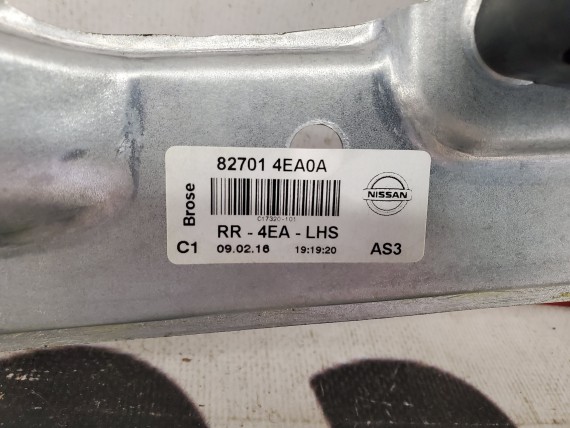 82701 4EA0A
Brose
C17320-101
NISSAN
RR - 4EA - LHS
C1 09.02.16 19:19:20 AS3